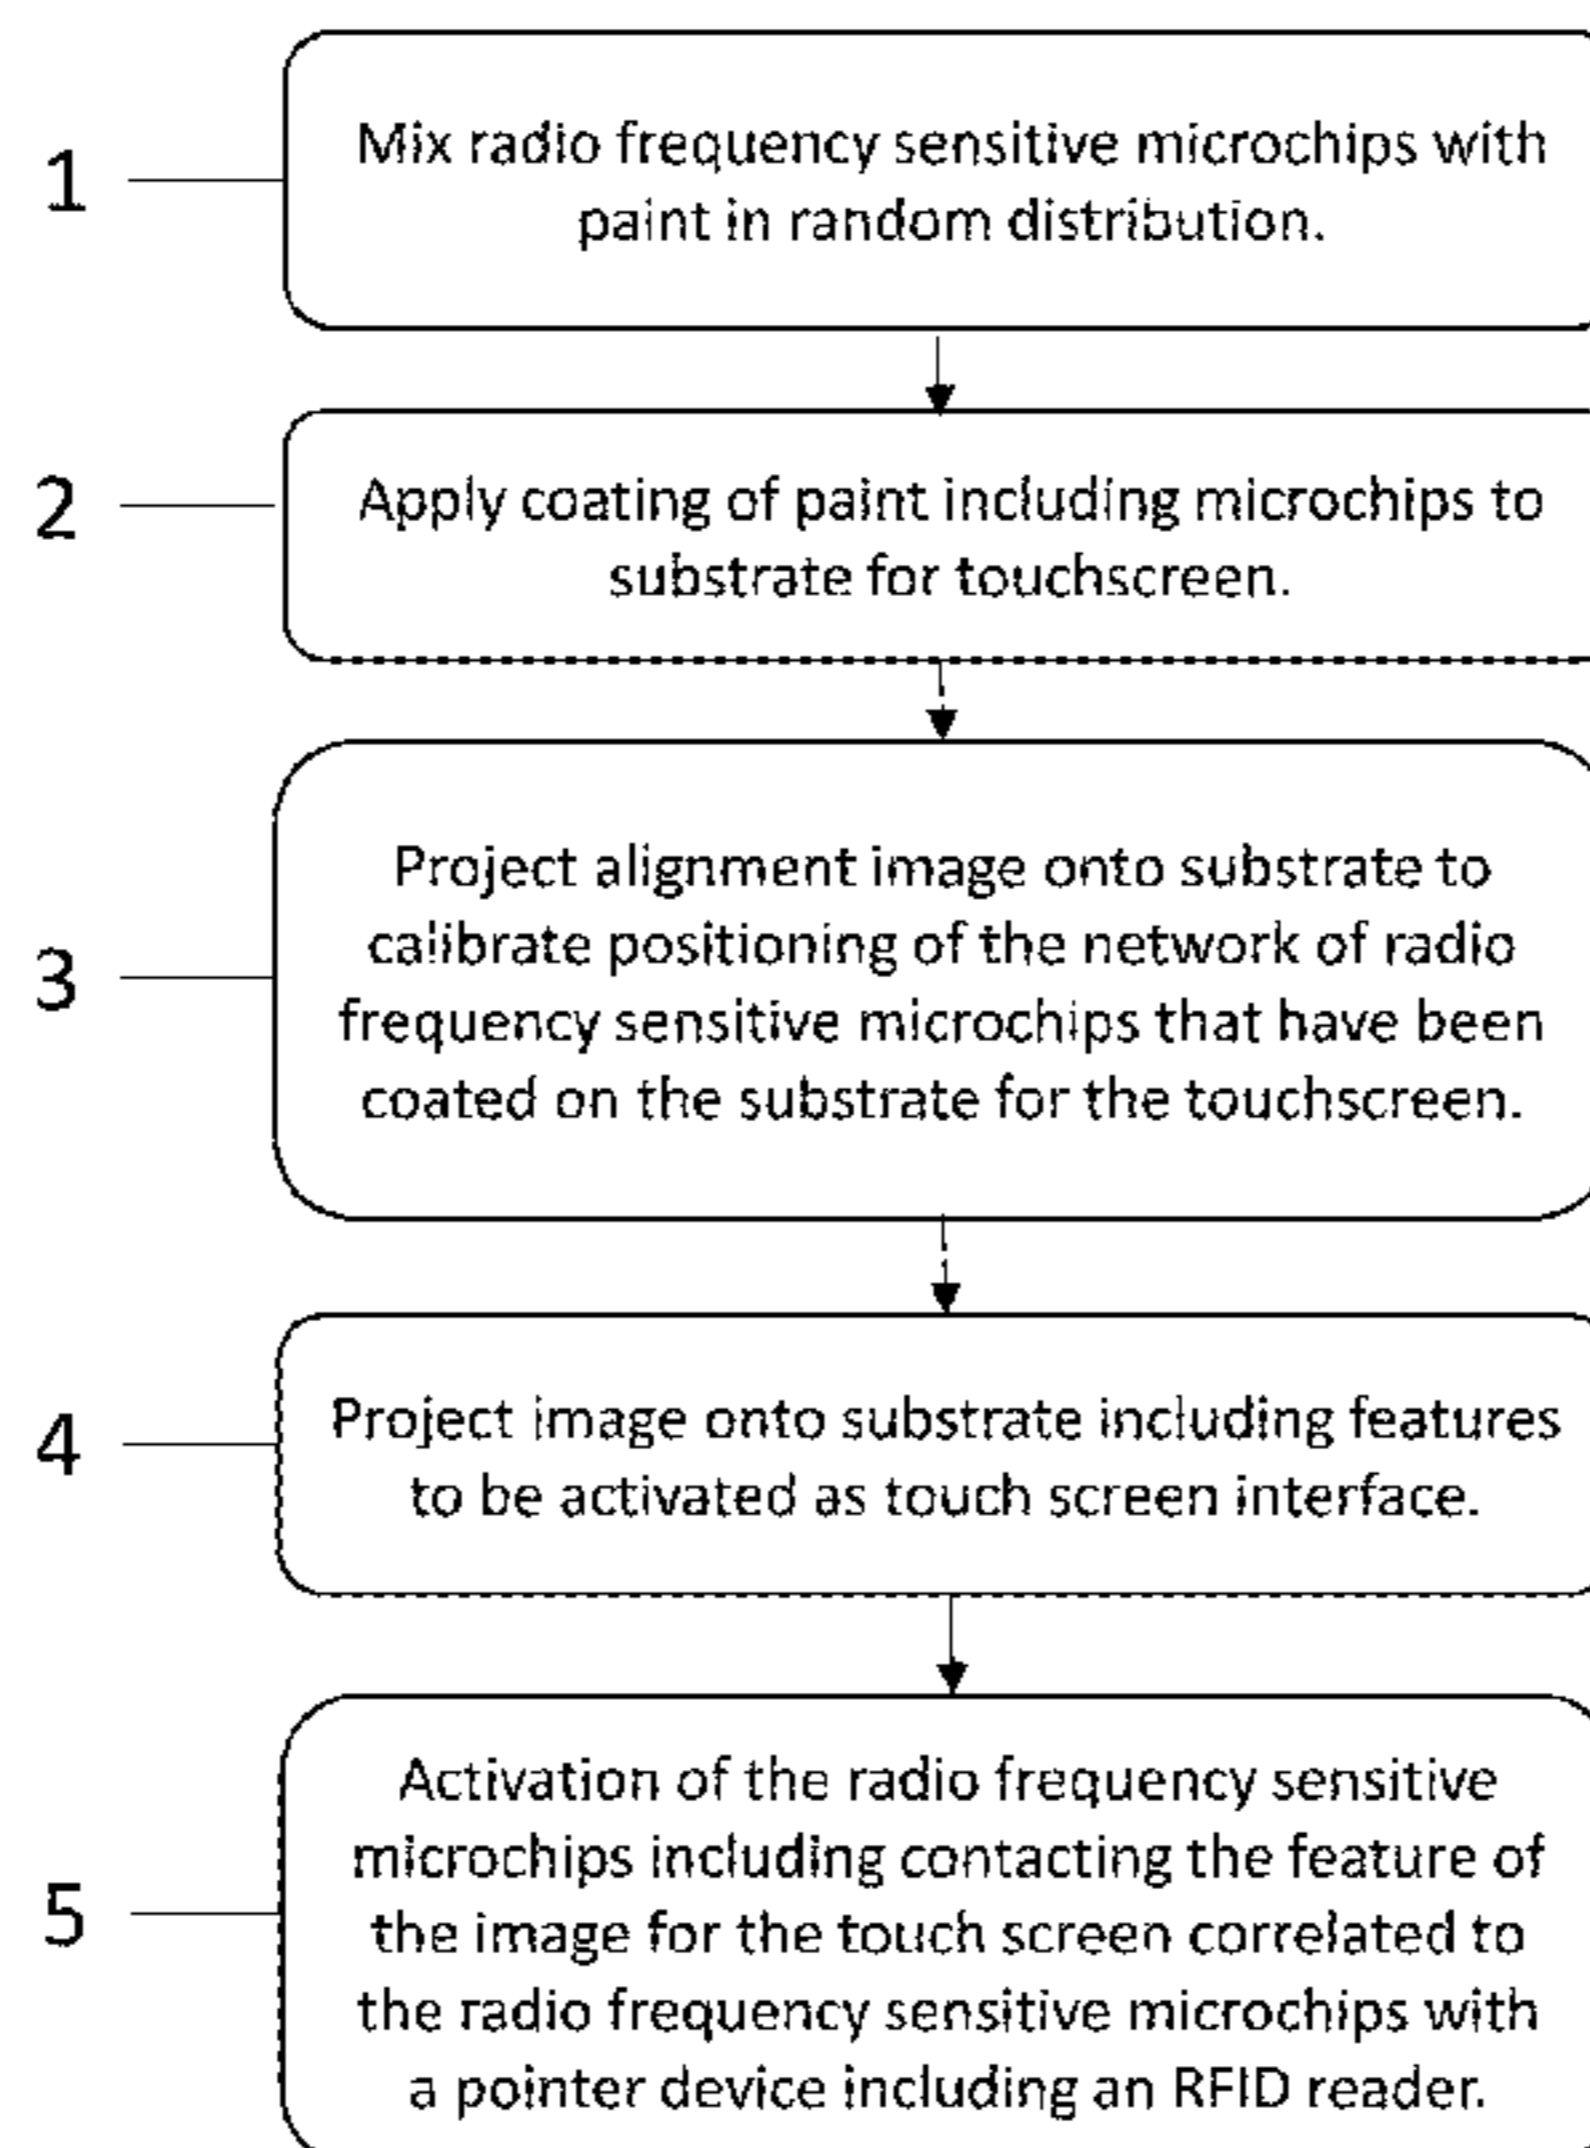 1
Mix radio frequency sensitive microchips with
paint in random distribution.
2
Apply coating of paint including microchips to
substrate for touchscreen.
3
Project alignment image onto substrate to
calibrate positioning of the network of radio
frequency sensitive microchips that have been
coated on the substrate for the touchscreen.
4
Project image onto substrate including features
to be activated as touch screen interface.
5
Activation of the radio frequency sensitive
microchips including contacting the feature of
the image for the touch screen correlated to
the radio frequency sensitive microchips with
a pointer device including an RFID reader.